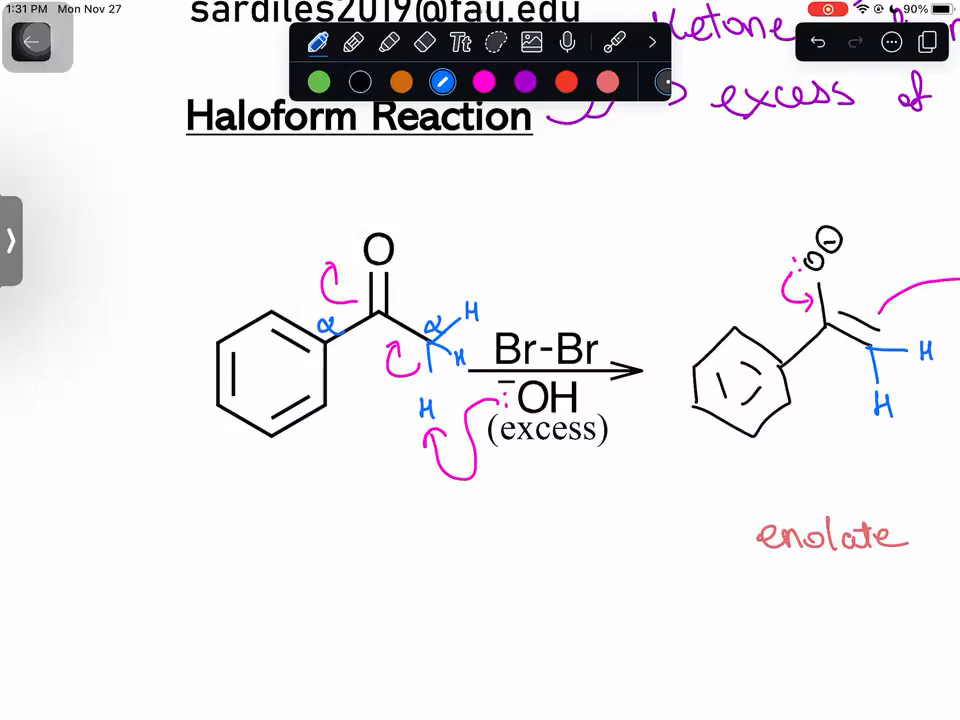 1:31 PM Mon Nov 27
90%
sardiles2019@fau.edu
Ketone
Tt
excess of
Haloform Reaction
O
O
α
α H
H
Br-Br
H
H
H
⁻:OH
(excess)
enolate